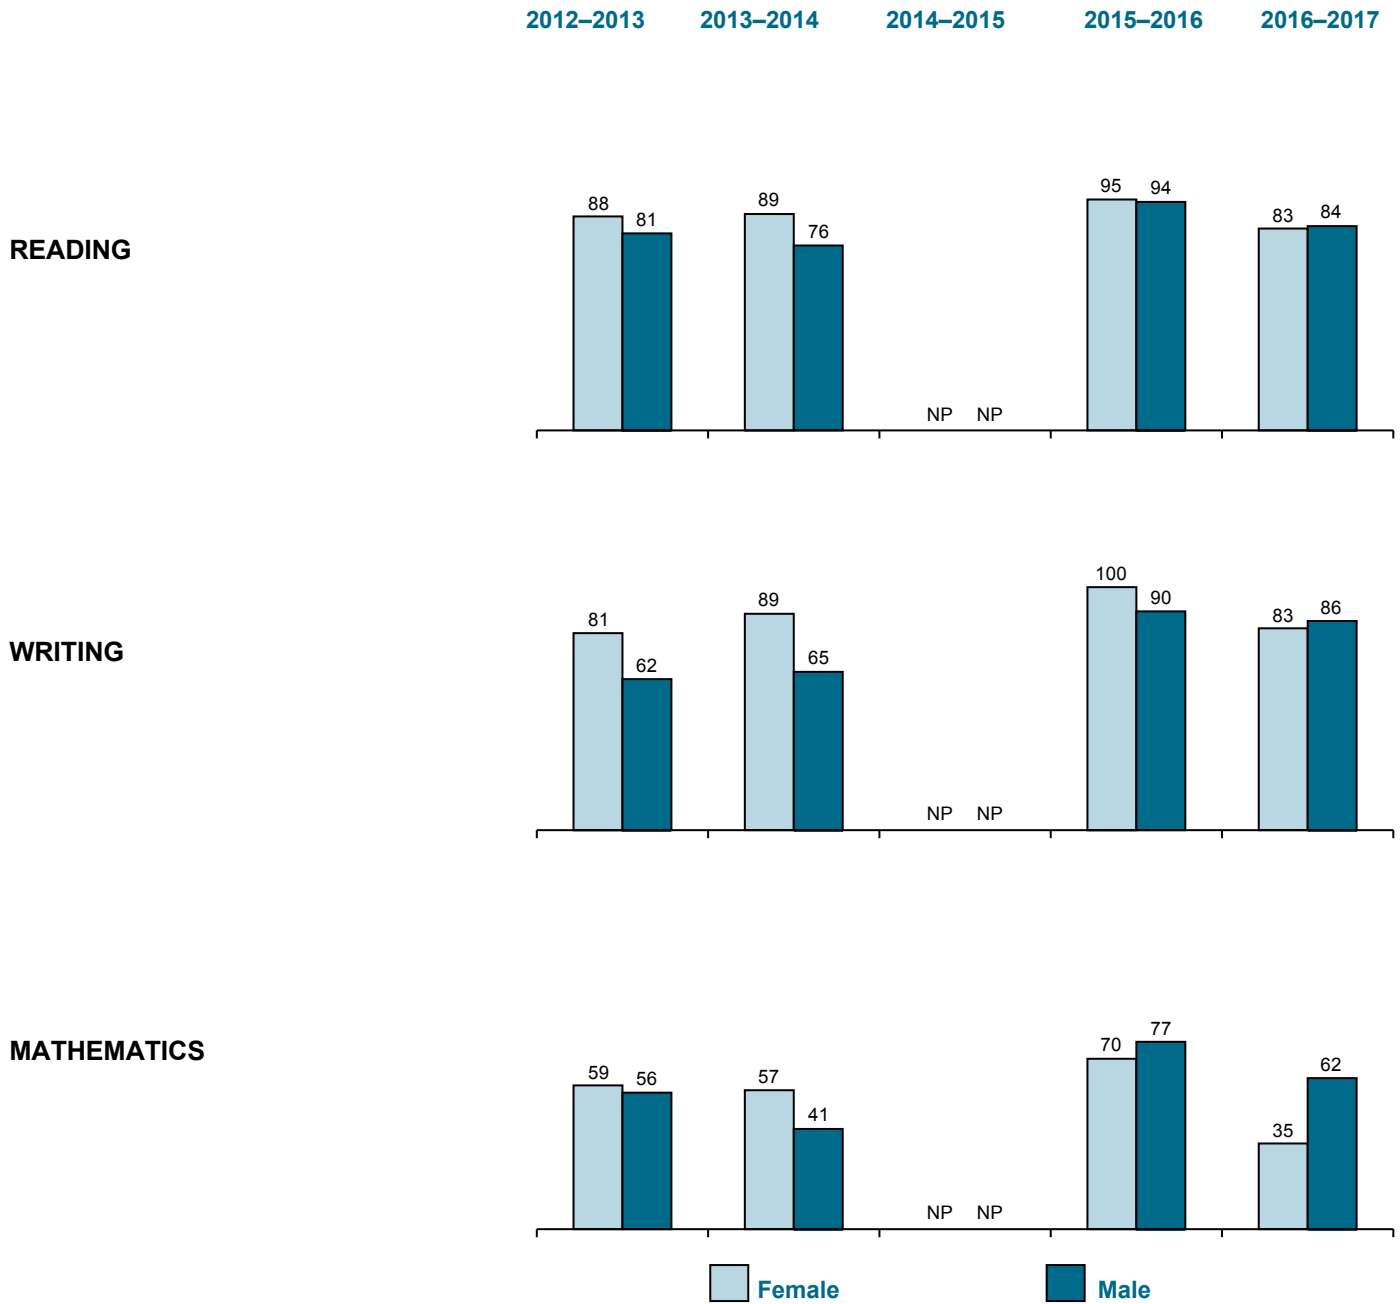 2012–2013 2013–2014 2014–2015 2015–2016 2016–2017
READING
88 81 89 76 NP NP 95 94 83 84
WRITING
81 62 89 65 NP NP 100 90 83 86
MATHEMATICS
59 56 57 41 NP NP 70 77 35 62
Female Male